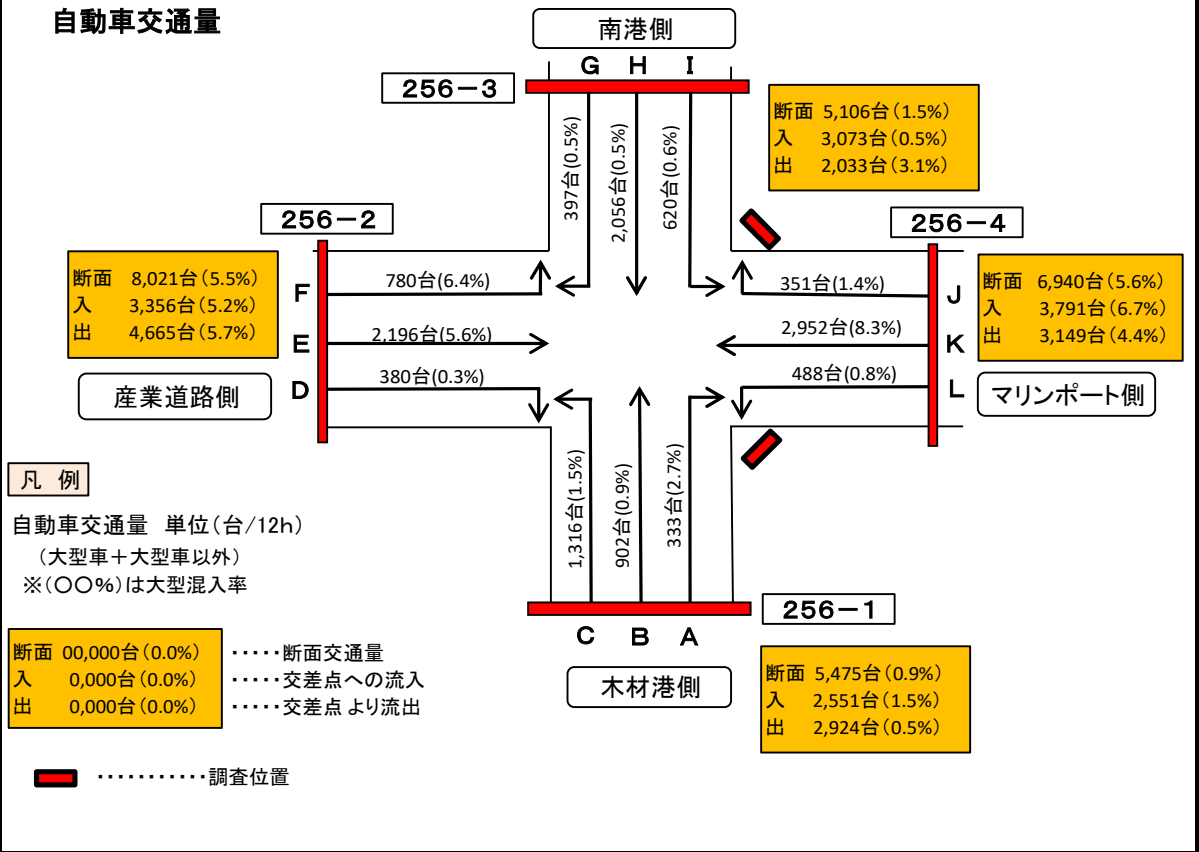 自動車交通量
南港側
G H I
256-3
断面 5,106台(1.5%)
入 3,073台(0.5%)
出 2,033台(3.1%)
397台(0.5%)
2,056台(0.5%)
620台(0.6%)
256-2
256-4
断面 8,021台(5.5%)
入 3,356台(5.2%)
出 4,665台(5.7%)
F
780台(6.4%)
E
2,196台(5.6%)
D
380台(0.3%)
産業道路側
351台(1.4%)
J
2,952台(8.3%)
K
488台(0.8%)
L
断面 6,940台(5.6%)
入 3,791台(6.7%)
出 3,149台(4.4%)
マリンポート側
1,316台(1.5%)
902台(0.9%)
333台(2.7%)
凡 例
自動車交通量 単位(台/12h)
(大型車+大型車以外)
※(○○%)は大型混入率
256-1
C B A
木材港側
断面 5,475台(0.9%)
入 2,551台(1.5%)
出 2,924台(0.5%)
断面 00,000台(0.0%) ・・・・・断面交通量
入 0,000台(0.0%) ・・・・・交差点への流入
出 0,000台(0.0%) ・・・・・交差点より流出
・・・・・・・・・・・調査位置